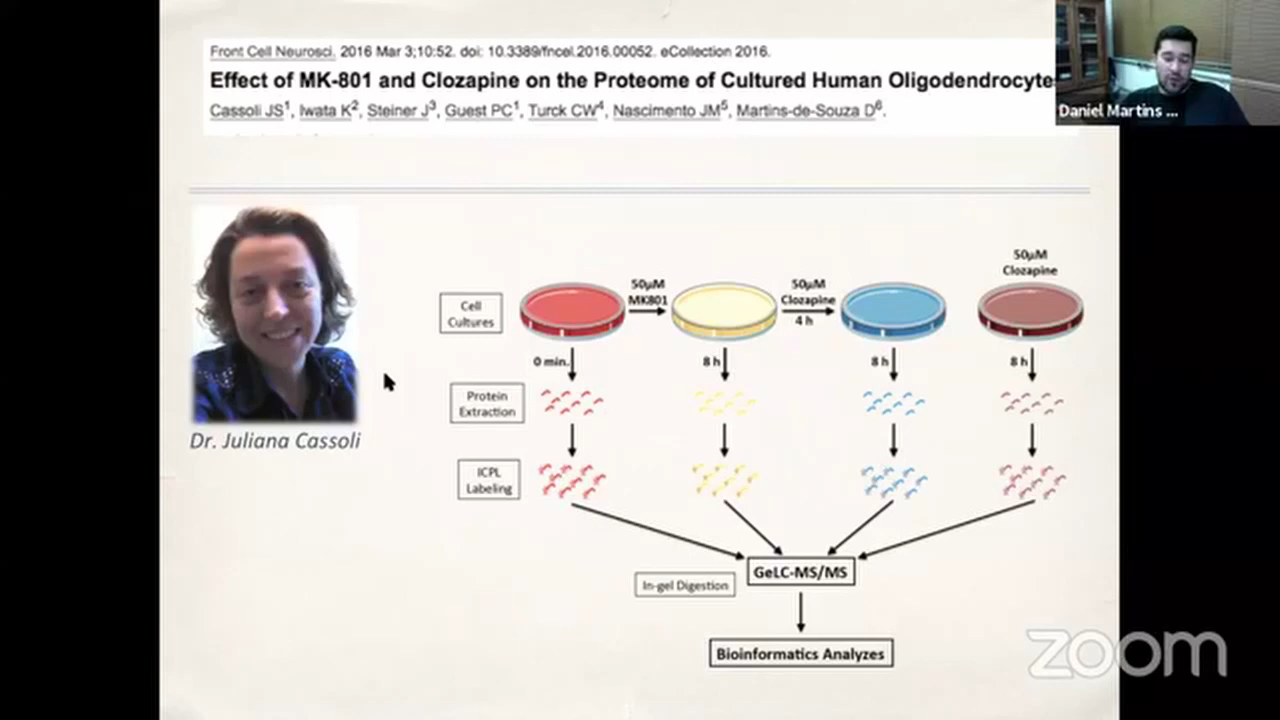 Front Cell Neurosci. 2016 Mar 3;10:52. doi: 10.3389/fncel.2016.00052. eCollection 2016.
Effect of MK-801 and Clozapine on the Proteome of Cultured Human Oligodendrocyte
Cassoli JS1, Iwata K2, Steiner J3, Guest PC1, Turck CW4, Nascimento JM5, Martins-de-Souza D6.
Daniel Martins ...
Dr. Juliana Cassoli
Cell
Cultures
50µM
MK801
50µM
Clozapine
4 h
50µM
Clozapine
0 min.
8 h
8 h
8 h
Protein
Extraction
ICPL
Labeling
In-gel Digestion
GeLC-MS/MS
Bioinformatics Analyzes
zoom